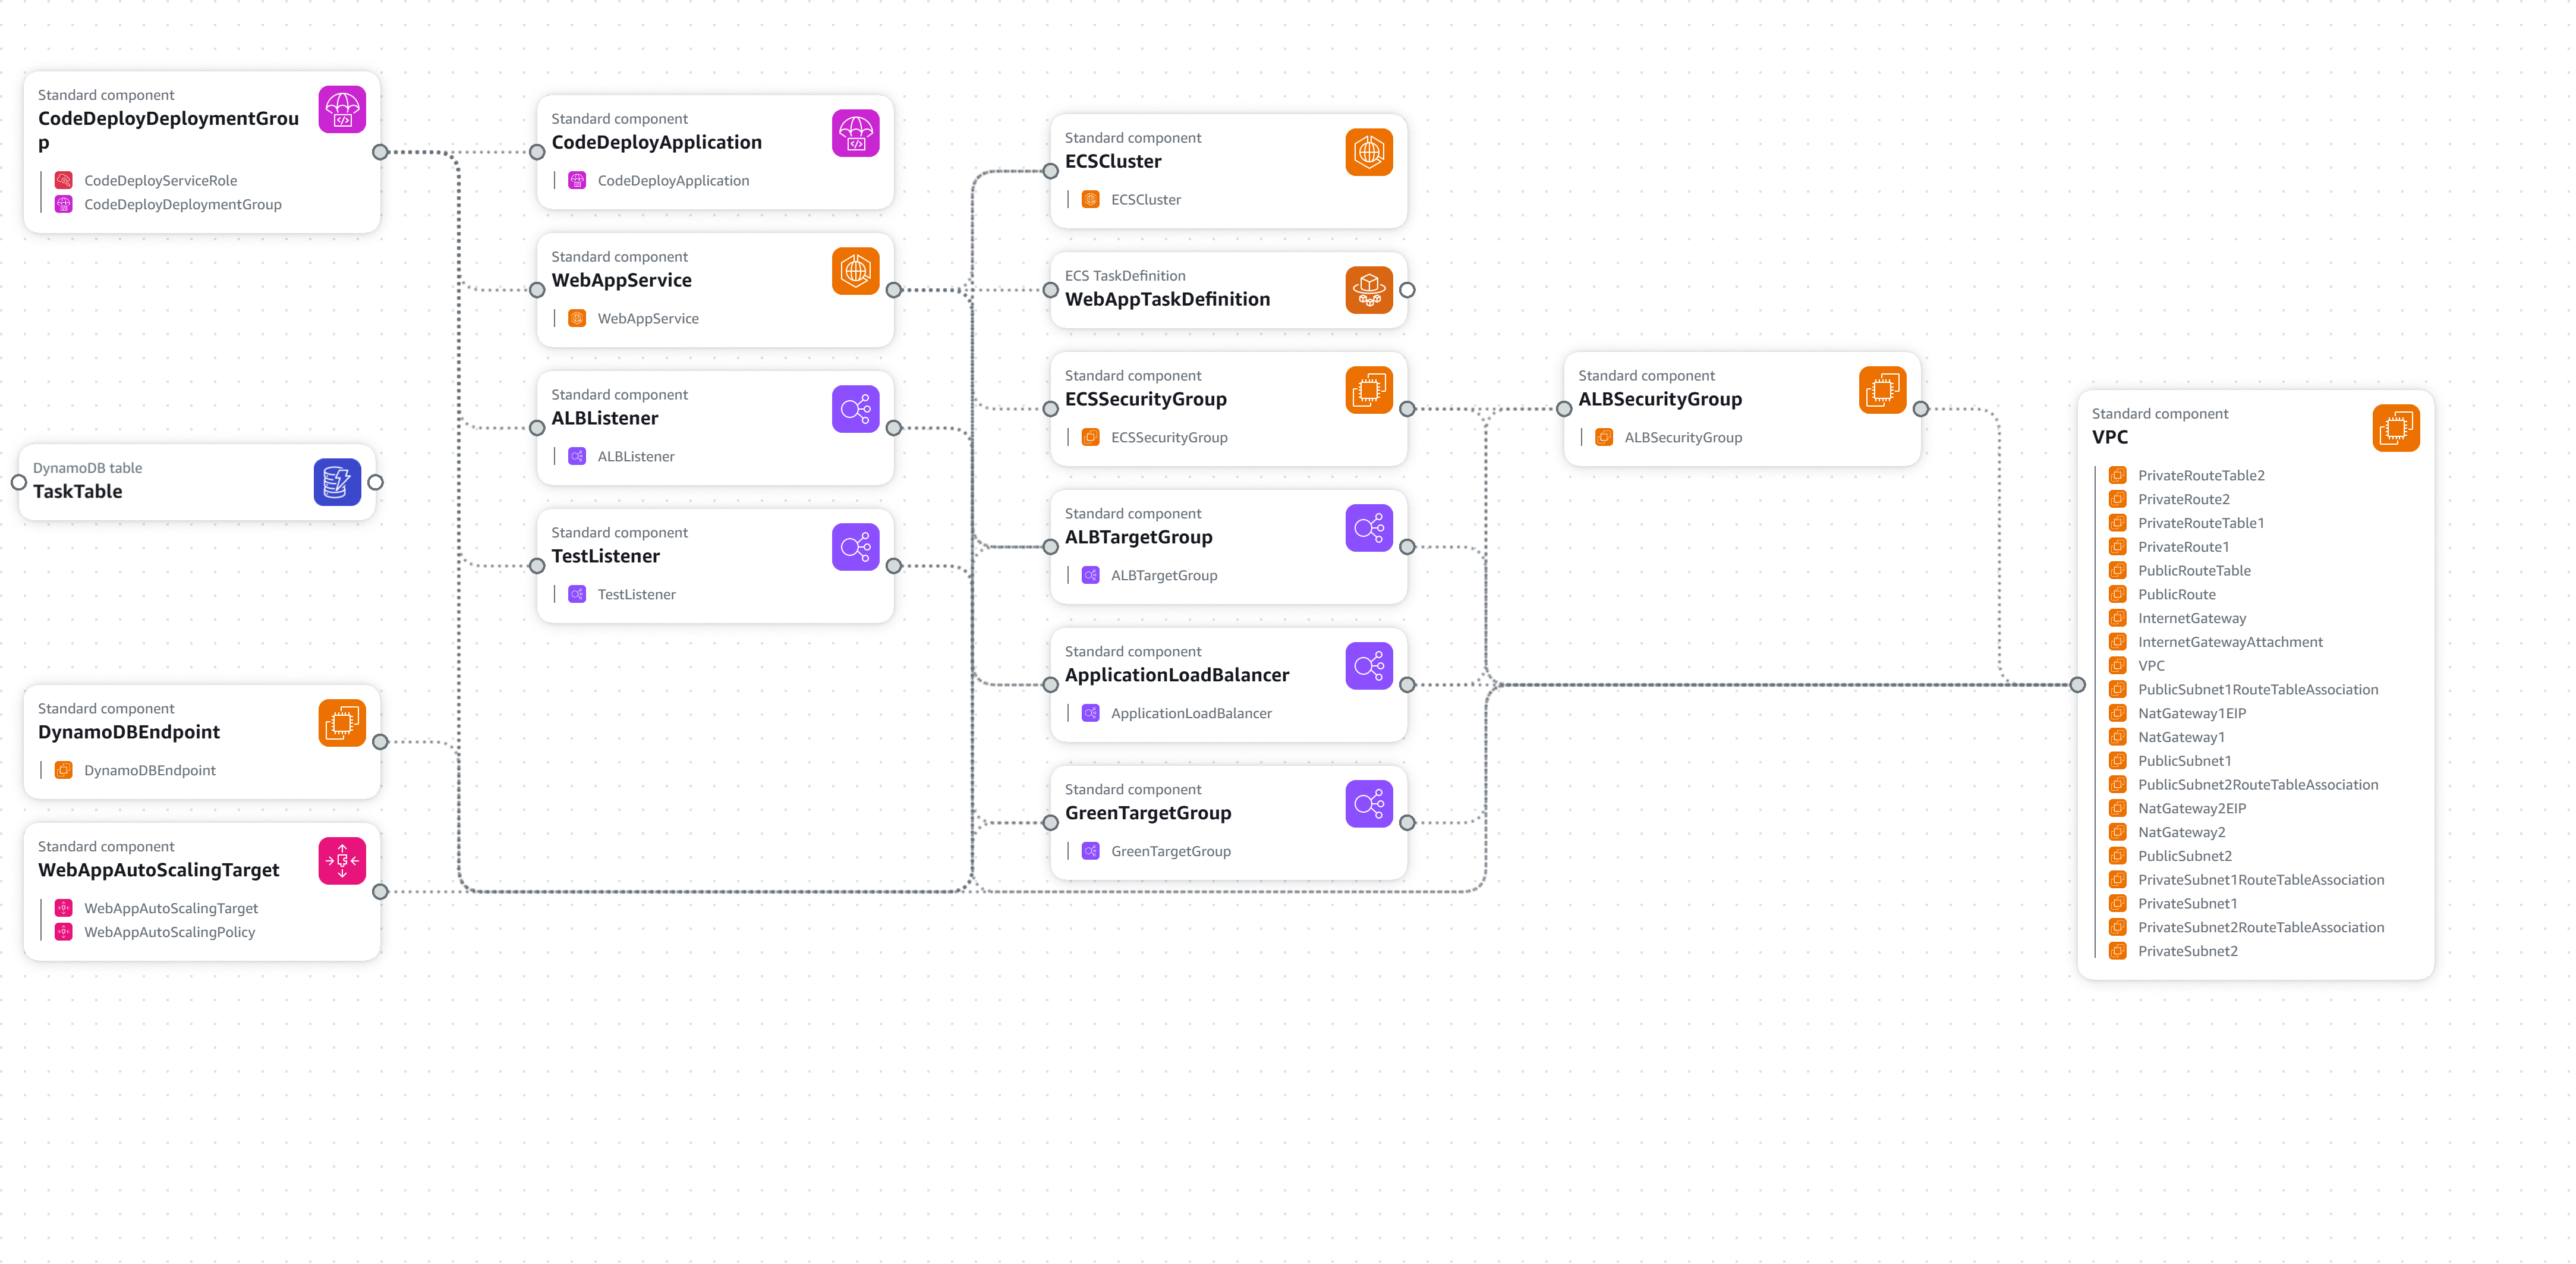 Standard component
CodeDeployDeploymentGrou
p
CodeDeployServiceRole
CodeDeployDeploymentGroup
DynamoDB table
TaskTable
Standard component
DynamoDBEndpoint
DynamoDBEndpoint
Standard component
WebAppAutoScalingTarget
WebAppAutoScalingTarget
WebAppAutoScalingPolicy
Standard component
CodeDeployApplication
CodeDeployApplication
Standard component
WebAppService
WebAppService
Standard component
ALBListener
ALBListener
Standard component
TestListener
TestListener
Standard component
ECSCluster
ECSCluster
ECS TaskDefinition
WebAppTaskDefinition
Standard component
ECSSecurityGroup
ECSSecurityGroup
Standard component
ALBTargetGroup
ALBTargetGroup
Standard component
ApplicationLoadBalancer
ApplicationLoadBalancer
Standard component
GreenTargetGroup
GreenTargetGroup
Standard component
ALBSecurityGroup
ALBSecurityGroup
Standard component
VPC
PrivateRouteTable2
PrivateRoute2
PrivateRouteTable1
PrivateRoute1
PublicRouteTable
PublicRoute
InternetGateway
InternetGatewayAttachment
VPC
PublicSubnet1RouteTableAssociation
NatGateway1EIP
NatGateway1
PublicSubnet1
PublicSubnet2RouteTableAssociation
NatGateway2EIP
NatGateway2
PublicSubnet2
PrivateSubnet1RouteTableAssociation
PrivateSubnet1
PrivateSubnet2RouteTableAssociation
PrivateSubnet2